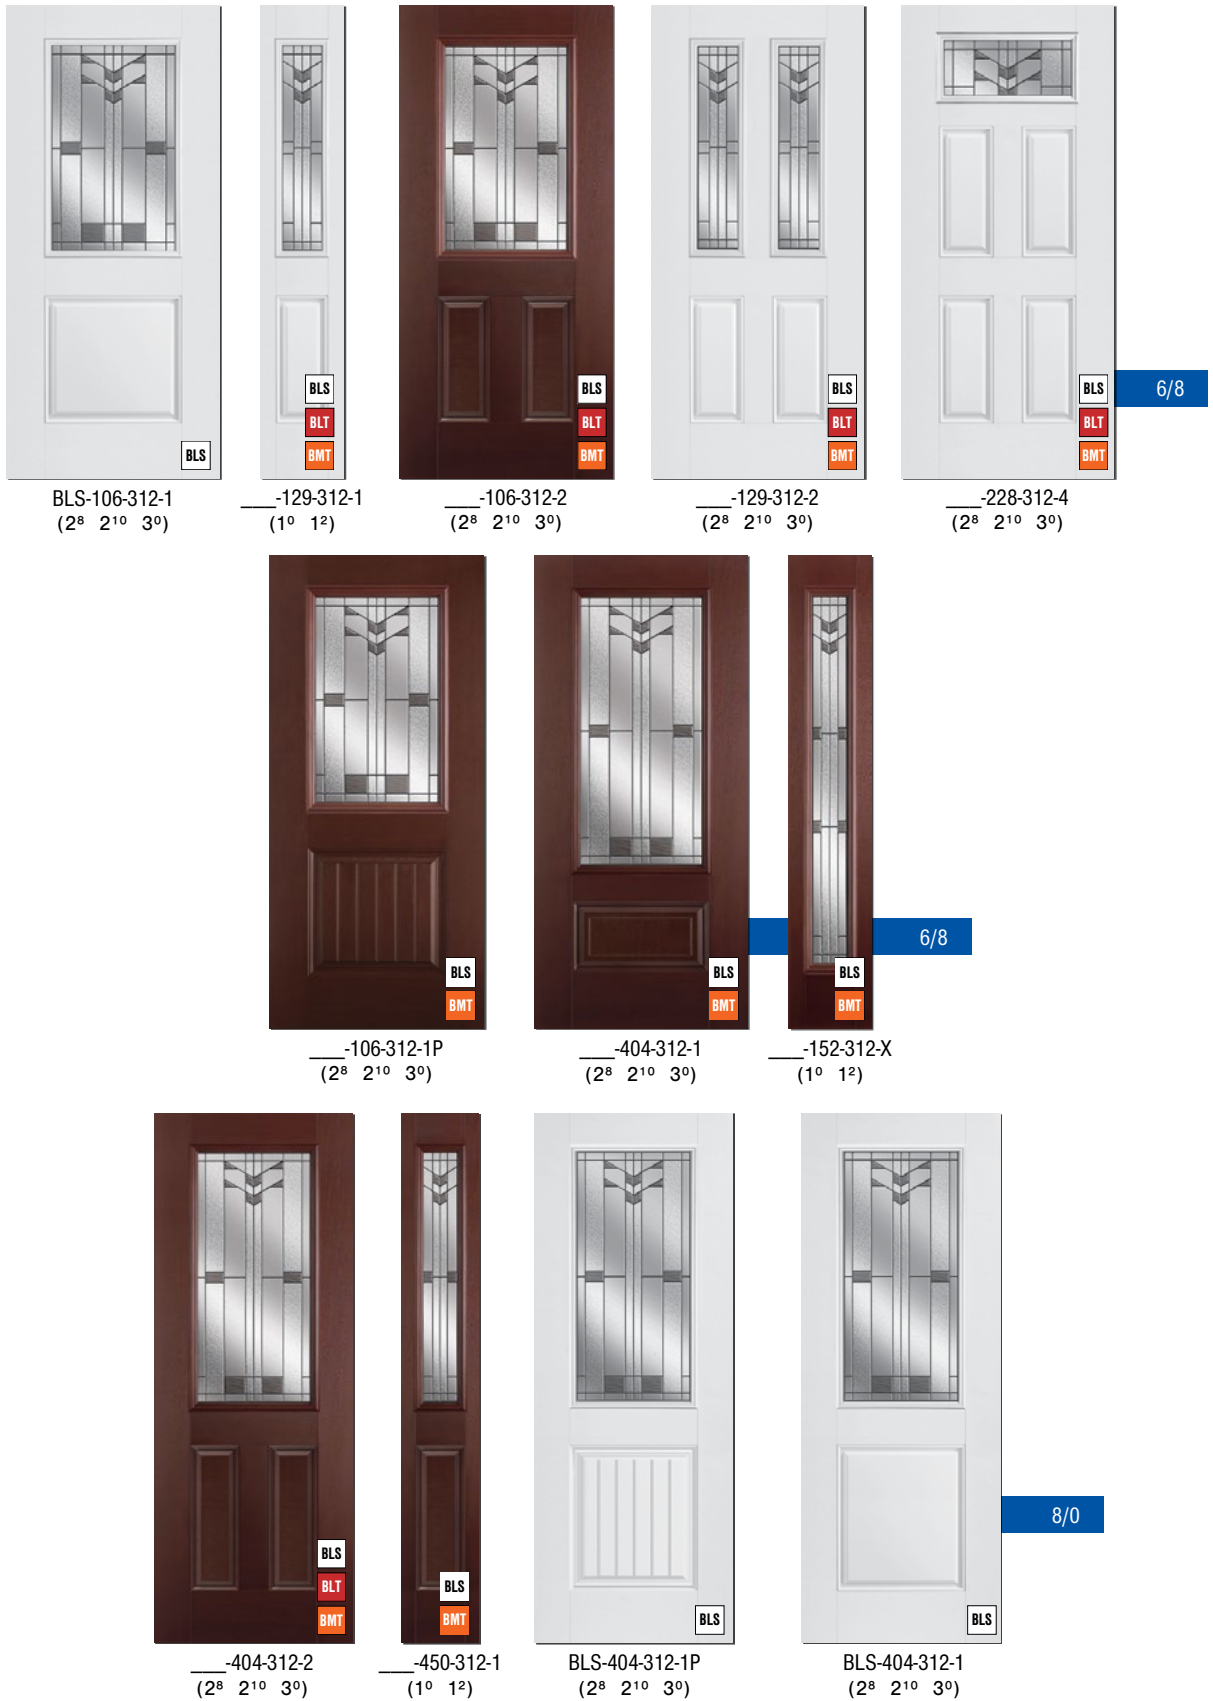 BLS
BLS
BLT
BMT
BLS
BLT
BMT
BLS
BLT
BMT
BLS
BLT
BMT
6/8
BLS-106-312-1
(2⁸ 2¹⁰ 3⁰)
___-129-312-1
(1⁰ 1²)
___-106-312-2
(2⁸ 2¹⁰ 3⁰)
___-129-312-2
(2⁸ 2¹⁰ 3⁰)
___-228-312-4
(2⁸ 2¹⁰ 3⁰)
BLS
BMT
BLS
BMT
BLS
BMT
6/8
___-106-312-1P
(2⁸ 2¹⁰ 3⁰)
___-404-312-1
(2⁸ 2¹⁰ 3⁰)
___-152-312-X
(1⁰ 1²)
BLS
BLT
BMT
BLS
BMT
BLS
BLS
8/0
___-404-312-2
(2⁸ 2¹⁰ 3⁰)
___-450-312-1
(1⁰ 1²)
BLS-404-312-1P
(2⁸ 2¹⁰ 3⁰)
BLS-404-312-1
(2⁸ 2¹⁰ 3⁰)